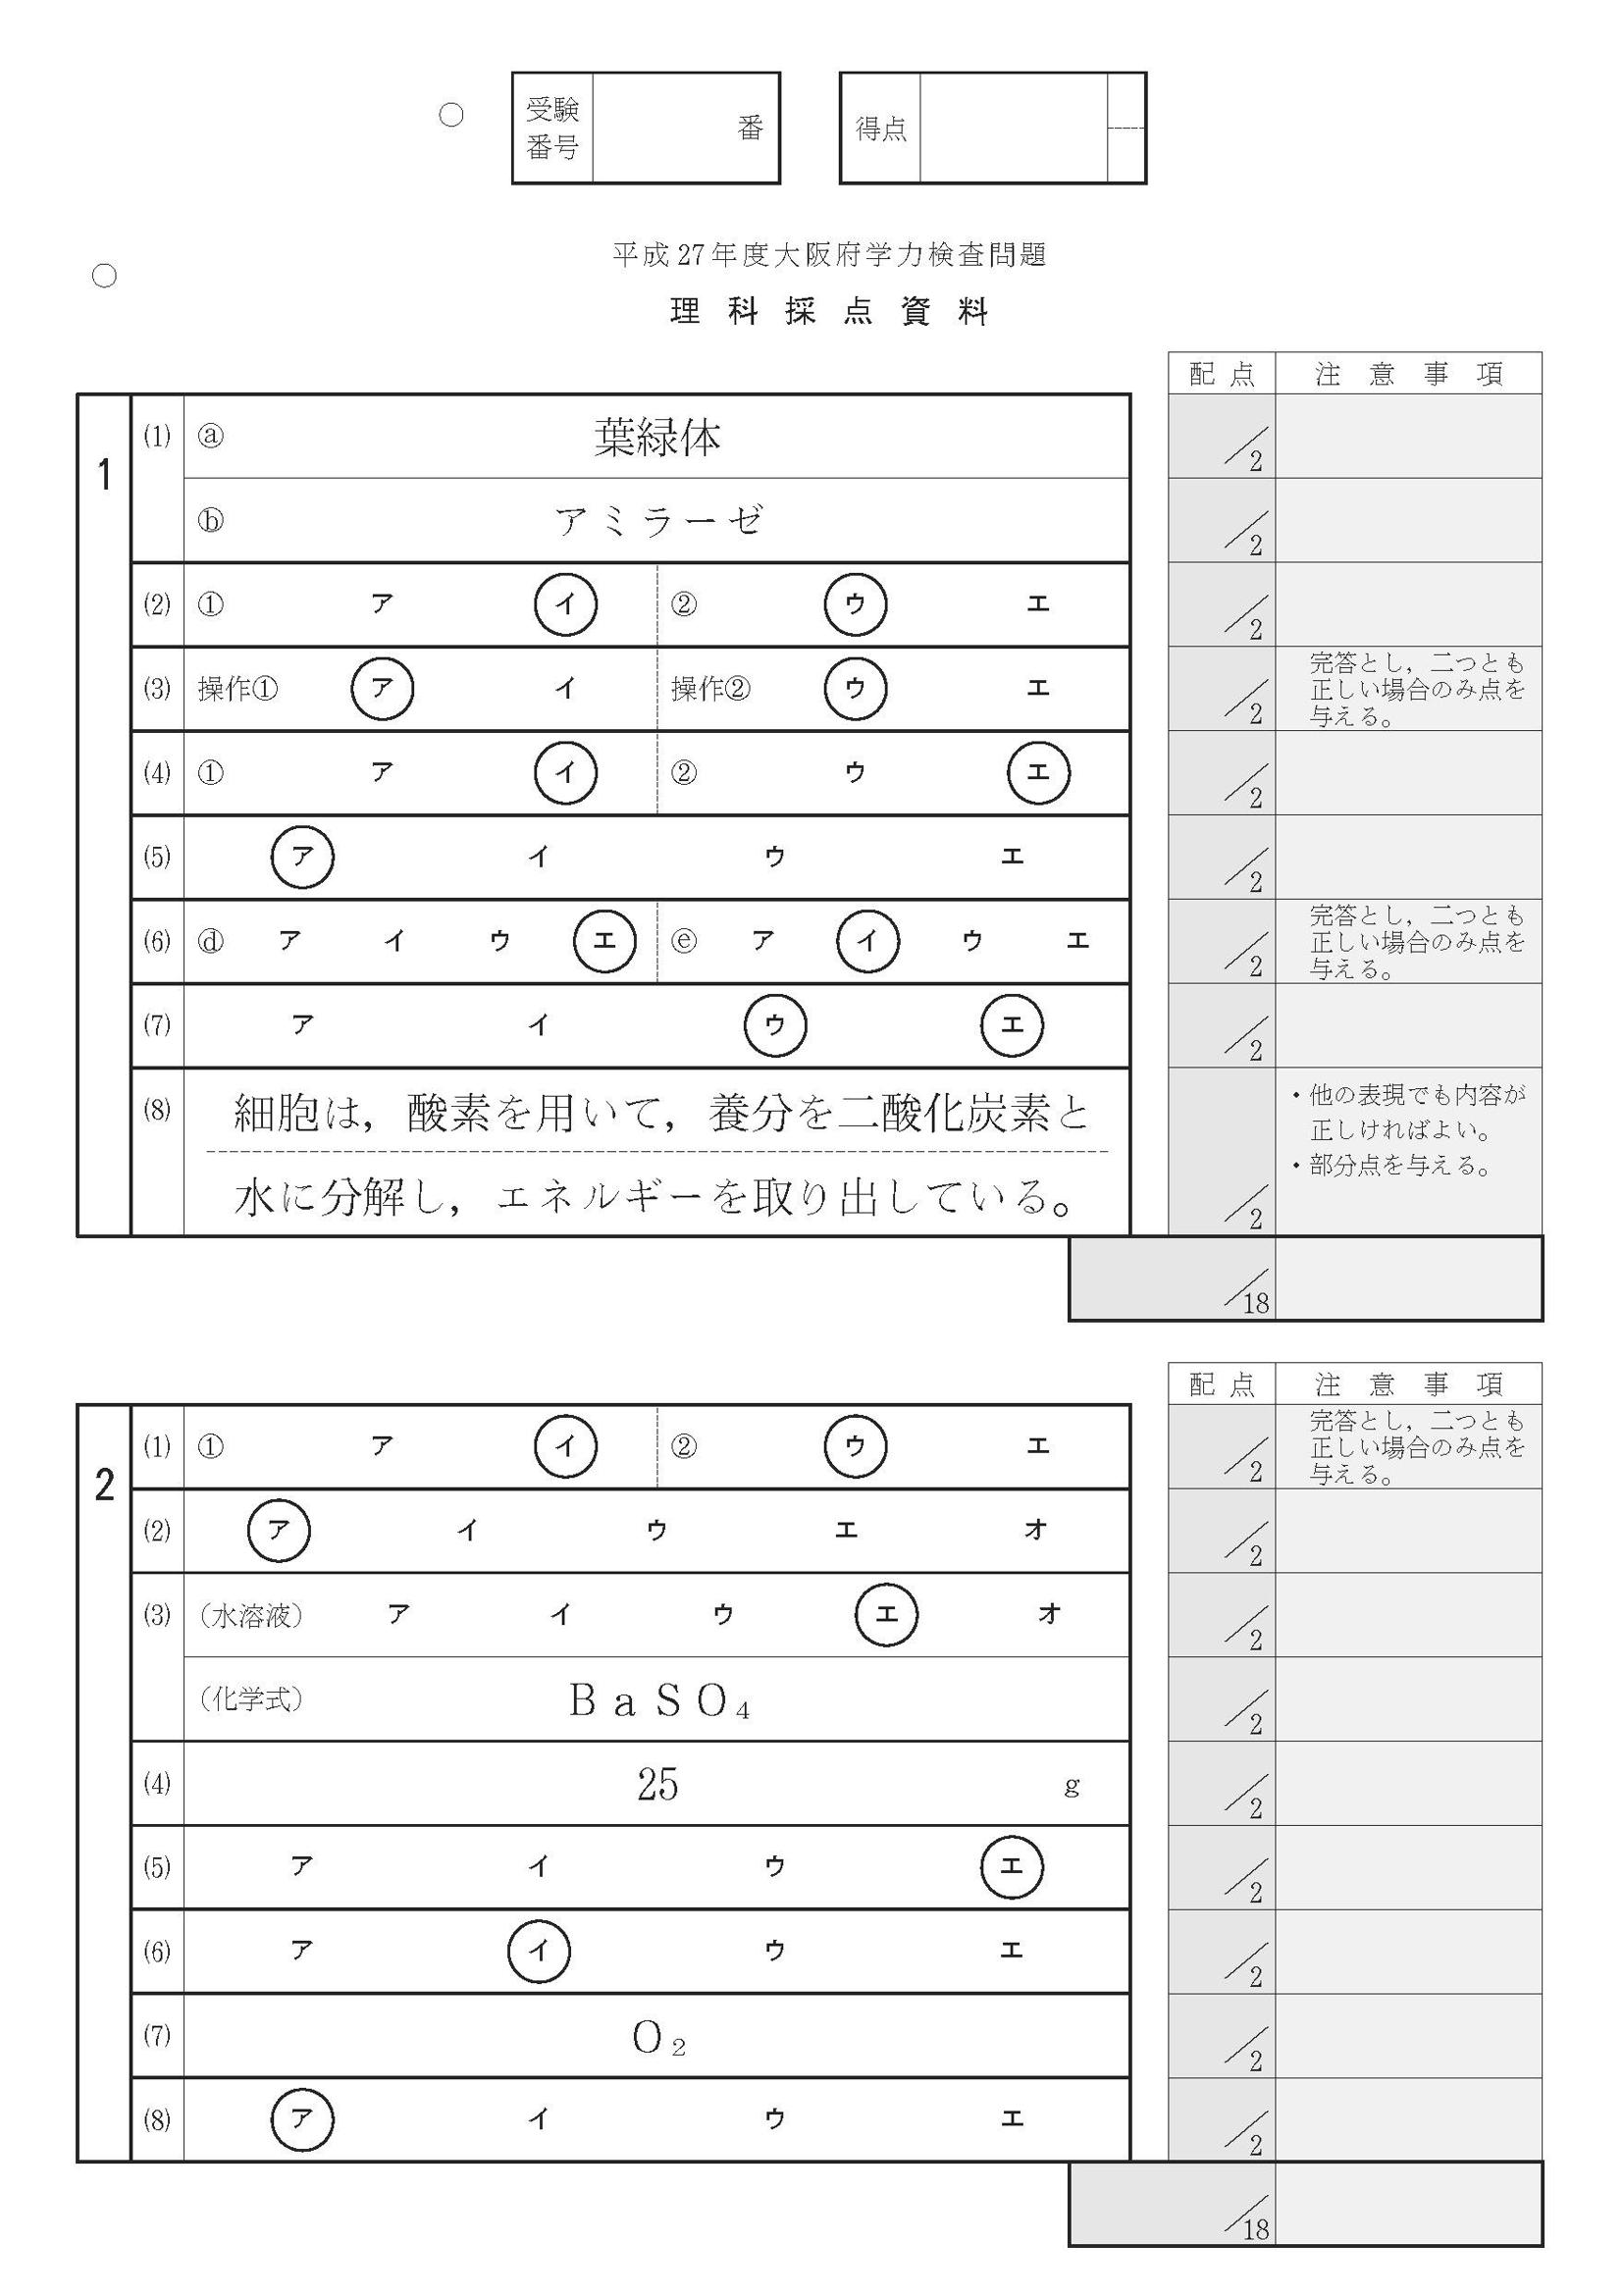 受験番号 番 得点
平成27年度大阪府学力検査問題
理科採点資料
配点 注意事項
1
(1) ⓐ 葉緑体 /2
ⓑ アミラーゼ /2
(2) ① ア イ ② ウ エ /2
(3) 操作① ア イ 操作② ウ エ /2 完答とし，二つとも正しい場合のみ点を与える。
(4) ① ア イ ② ウ エ /2
(5) ア イ ウ エ /2
(6) ⓓ ア イ ウ エ ⓔ ア イ ウ エ /2 完答とし，二つとも正しい場合のみ点を与える。
(7) ア イ ウ エ /2
(8) 細胞は，酸素を用いて，養分を二酸化炭素と
水に分解し，エネルギーを取り出している。 /2
・他の表現でも内容が正しければよい。
・部分点を与える。
/18
配点 注意事項
2
(1) ① ア イ ② ウ エ /2 完答とし，二つとも正しい場合のみ点を与える。
(2) ア イ ウ エ オ /2
(3) （水溶液） ア イ ウ エ オ /2
（化学式） BaSO₄ /2
(4) 25 g /2
(5) ア イ ウ エ /2
(6) ア イ ウ エ /2
(7) O₂ /2
(8) ア イ ウ エ /2
/18